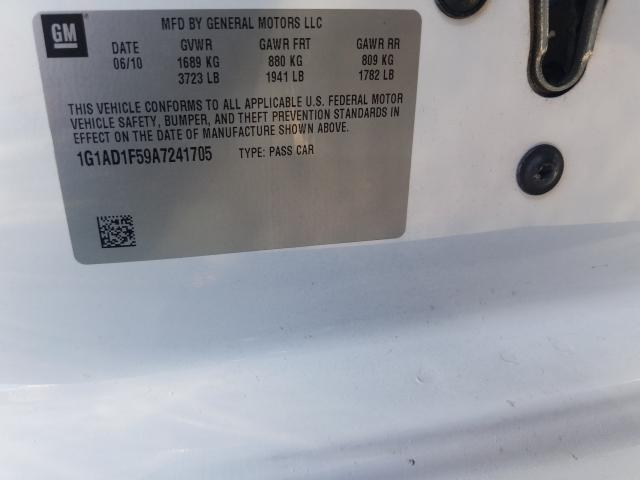 GM
MFD BY GENERAL MOTORS LLC
DATE GVWR GAWR FRT GAWR RR
06/10 1689 KG 880 KG 809 KG
3723 LB 1941 LB 1782 LB
THIS VEHICLE CONFORMS TO ALL APPLICABLE U.S. FEDERAL MOTOR
VEHICLE SAFETY, BUMPER, AND THEFT PREVENTION STANDARDS IN
EFFECT ON THE DATE OF MANUFACTURE SHOWN ABOVE.
1G1AD1F59A7241705 TYPE: PASS CAR